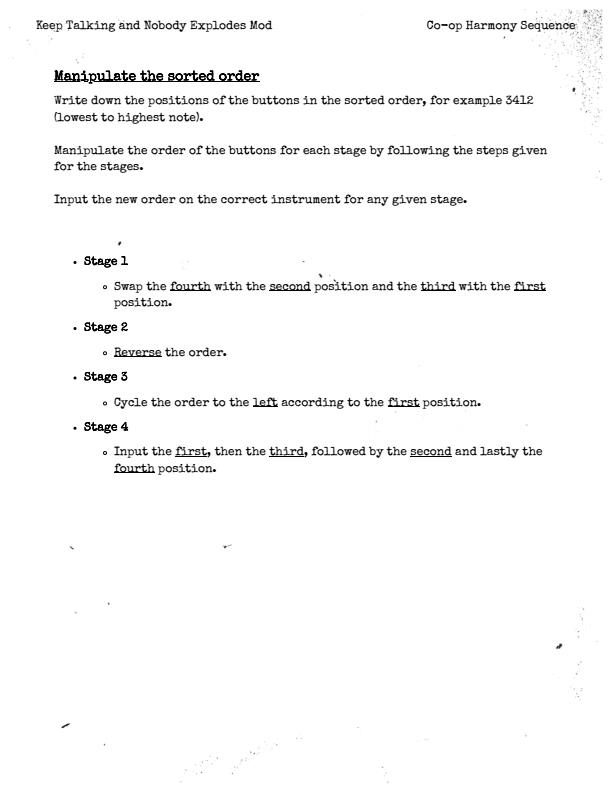 Keep Talking and Nobody Explodes Mod
Co-op Harmony Sequence
Manipulate the sorted order
Write down the positions of the buttons in the sorted order, for example 3412
(lowest to highest note).
Manipulate the order of the buttons for each stage by following the steps given
for the stages.
Input the new order on the correct instrument for any given stage.
• Stage 1
◦ Swap the fourth with the second position and the third with the first
position.
• Stage 2
◦ Reverse the order.
• Stage 3
◦ Cycle the order to the left according to the first position.
• Stage 4
◦ Input the first, then the third, followed by the second and lastly the
fourth position.